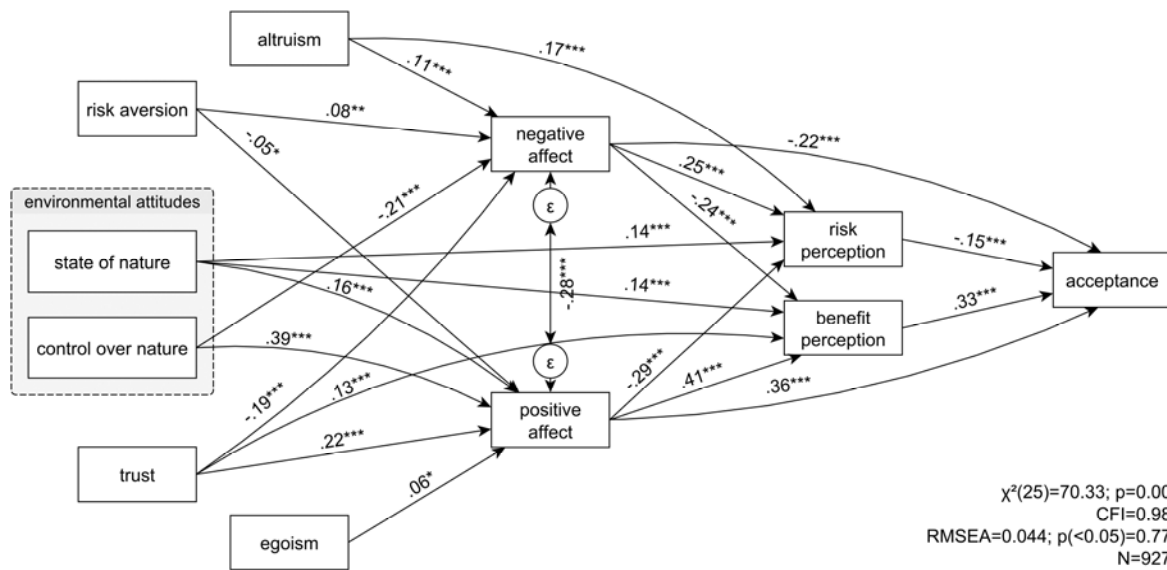 altruism
.17***
.11***
risk aversion
.08**
negative
affect
-.22***
-.05*
.25***
environmental attitudes
-.21***
ε
-.24***
state of nature
.14***
risk
perception
-.15***
-.28***
acceptance
.16***
.14***
benefit
perception
.33***
control over nature
.39***
ε
-.29***
.41***
.36***
-.19***
.13***
positive
affect
trust
.22***
.06*
egoism
χ²(25)=70.33; p=0.00
CFI=0.98
RMSEA=0.044; p(<0.05)=0.77
N=927